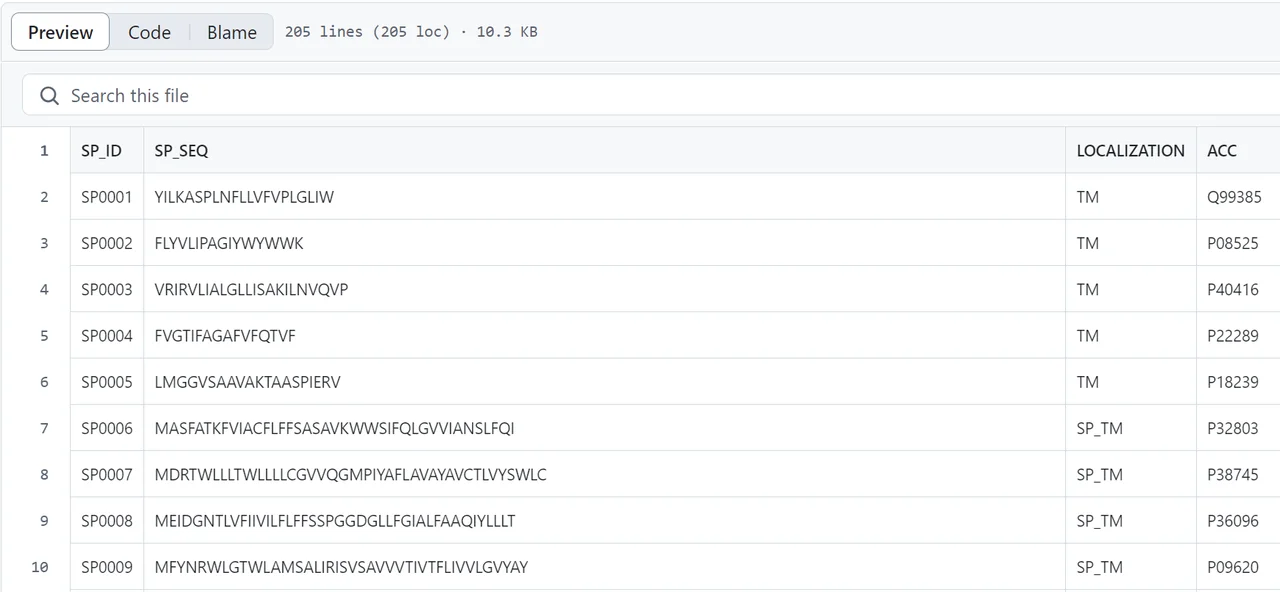 Preview Code Blame 205 lines (205 loc) · 10.3 KB
Search this file
1 SP_ID SP_SEQ LOCALIZATION ACC
2 SP0001 YILKASPLNFLLVFVPLGLIW TM Q99385
3 SP0002 FLYVLIPAGIYWYWWK TM P08525
4 SP0003 VRIRVLIALGLLISAKILNVQVP TM P40416
5 SP0004 FVGTIFAGAFVFQTVF TM P22289
6 SP0005 LMGGVSAAVAKTAASPIERV TM P18239
7 SP0006 MASFATKFVIACFLFFSASAVKWWSIFQLGVVIANSLFQI SP_TM P32803
8 SP0007 MDRTWLLLTWLLLLCGVVQGMPIYAFLAVAYAVCTLVYSWLC SP_TM P38745
9 SP0008 MEIDGNTLVFIIVILFLFFSSPGGDGLLFGIALFAAQIYLLLT SP_TM P36096
10 SP0009 MFYNRWLGTWLAMSALIRISVSAVVVTIVTFLIVVLGVYAY SP_TM P09620